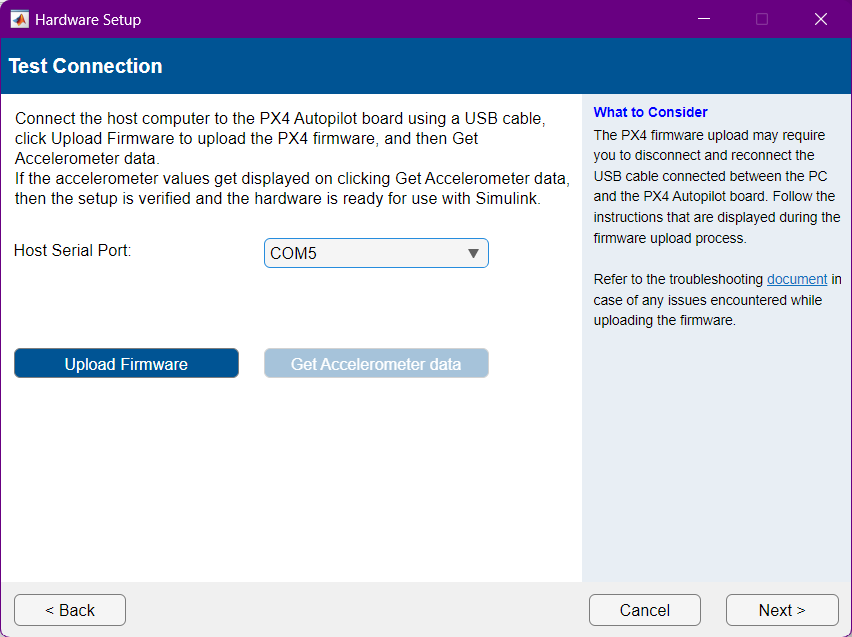 Hardware Setup
Test Connection
Connect the host computer to the PX4 Autopilot board using a USB cable,
click Upload Firmware to upload the PX4 firmware, and then Get
Accelerometer data.
If the accelerometer values get displayed on clicking Get Accelerometer data,
then the setup is verified and the hardware is ready for use with Simulink.
Host Serial Port:
COM5
Upload Firmware
Get Accelerometer data
What to Consider
The PX4 firmware upload may require
you to disconnect and reconnect the
USB cable connected between the PC
and the PX4 Autopilot board. Follow the
instructions that are displayed during the
firmware upload process.
Refer to the troubleshooting document in
case of any issues encountered while
uploading the firmware.
< Back
Cancel
Next >